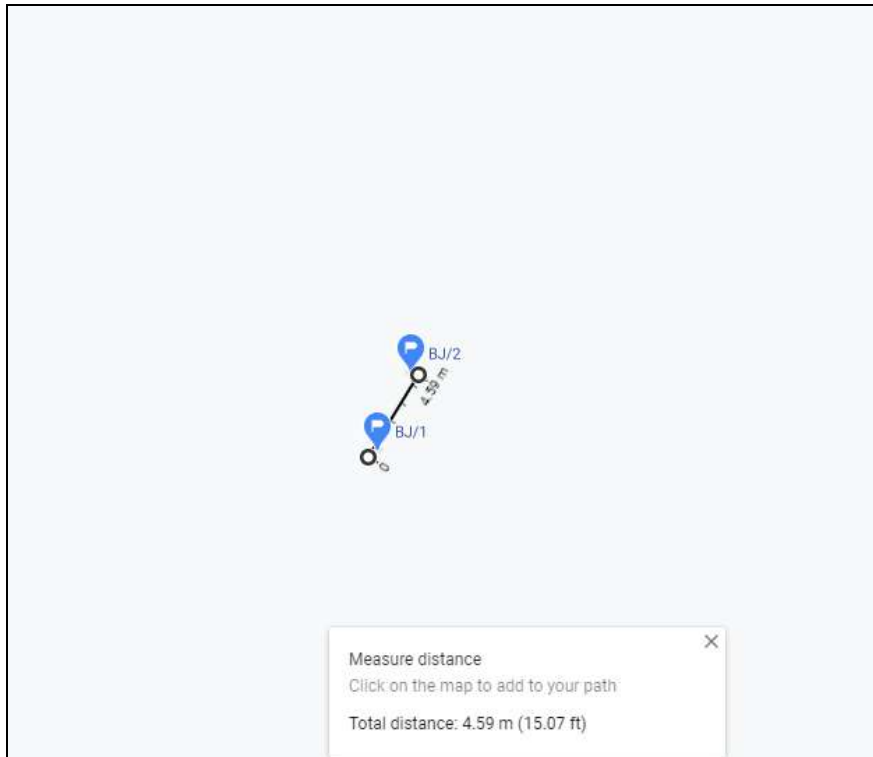 BJ/2
4.59 m
BJ/1
0
Measure distance
Click on the map to add to your path
Total distance: 4.59 m (15.07 ft)